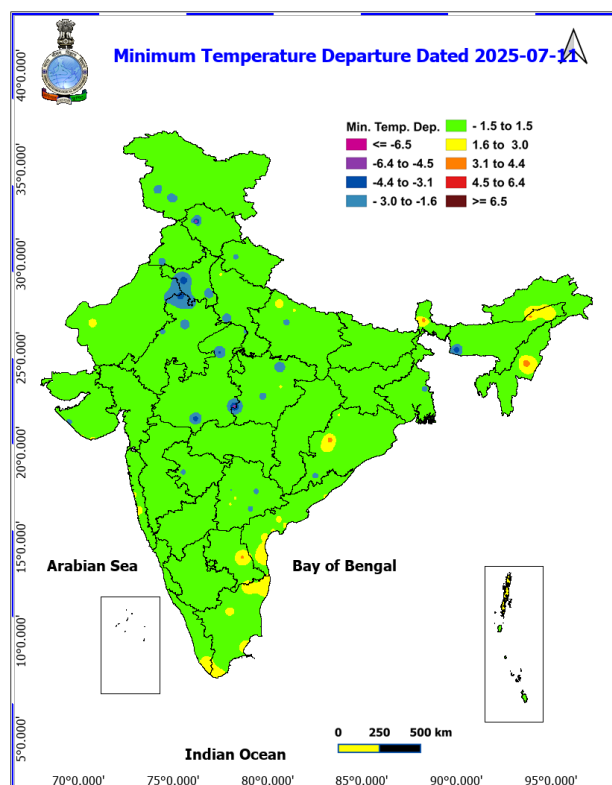 Minimum Temperature Departure Dated 2025-07-11
Min. Temp. Dep.
<= -6.5
-6.4 to -4.5
-4.4 to -3.1
- 3.0 to -1.6
- 1.5 to 1.5
1.6 to 3.0
3.1 to 4.4
4.5 to 6.4
>= 6.5
40°0.000'
35°0.000'
30°0.000'
25°0.000'
20°0.000'
15°0.000'
10°0.000'
5°0.000'
Arabian Sea
Bay of Bengal
Indian Ocean
0 250 500 km
70°0.000' 75°0.000' 80°0.000' 85°0.000' 90°0.000' 95°0.000'